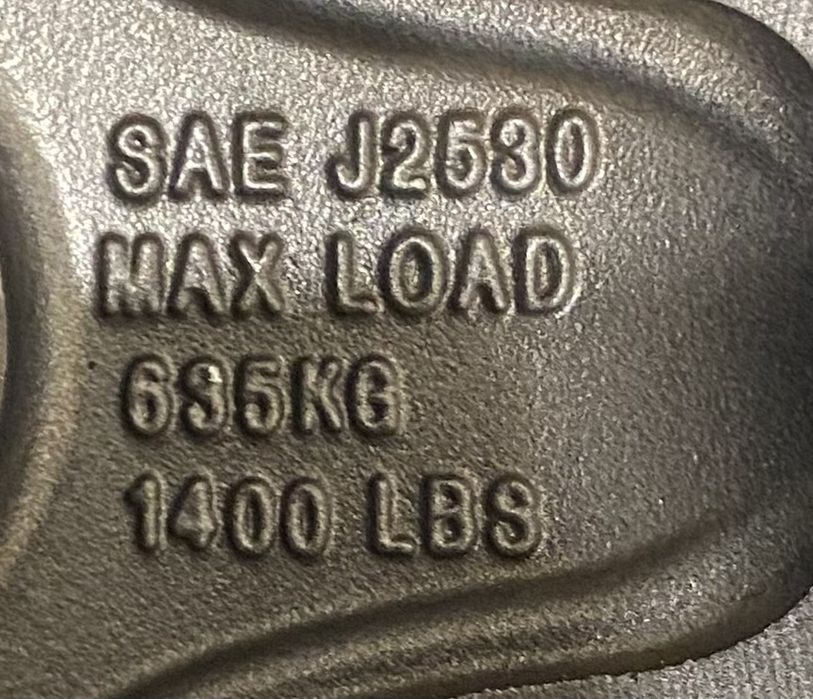 SAE J2530
MAX LOAD
635KG
1400 LBS